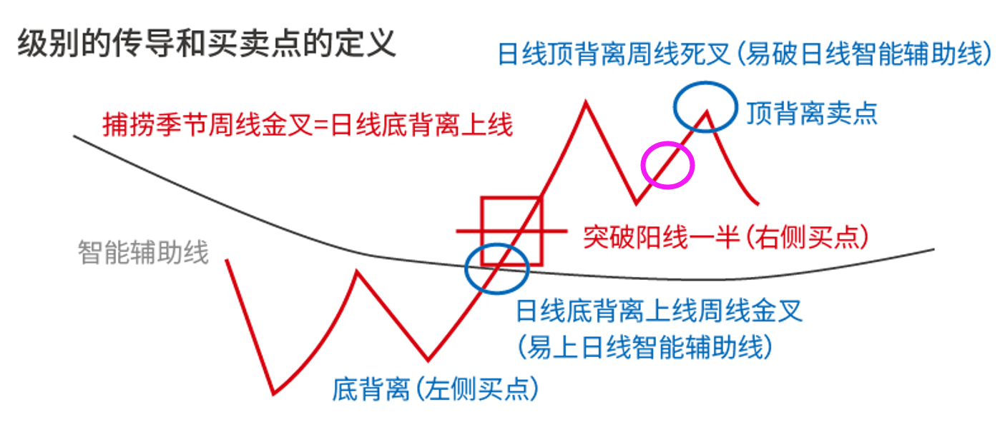 级别的传导和买卖点的定义
日线顶背离周线死叉(易破日线智能辅助线)
捕捞季节周线金叉=日线底背离上线
顶背离卖点
智能辅助线
突破阳线一半(右侧买点)
日线底背离上线周线金叉
(易上日线智能辅助线)
底背离(左侧买点)